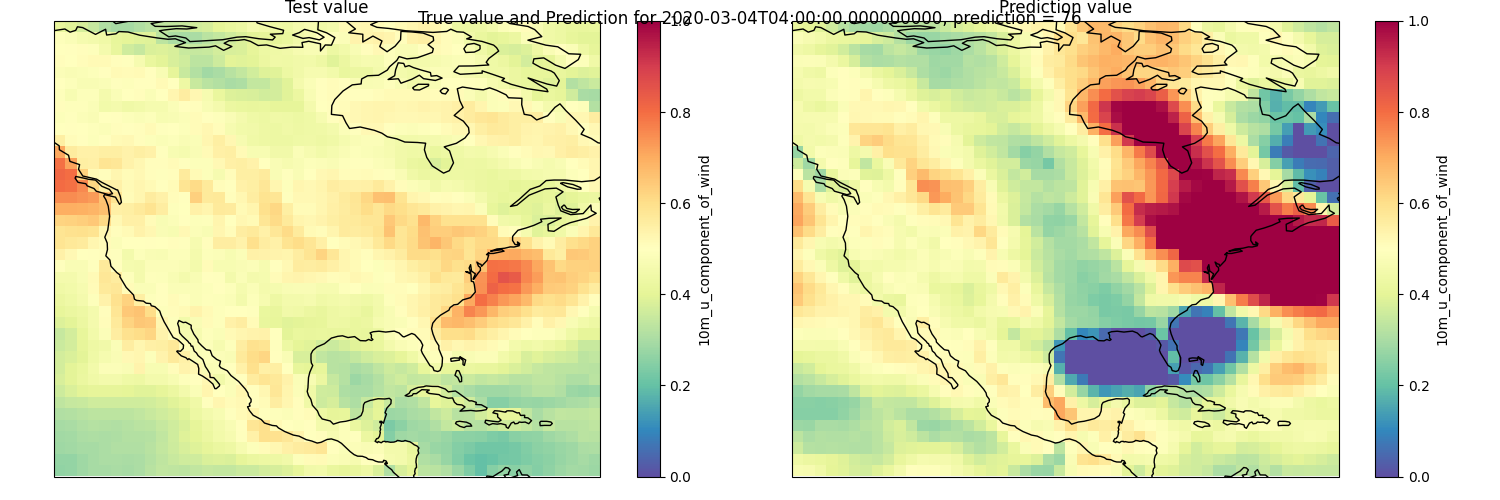 Test value
True value and Prediction for 2020-03-04T04:00:00.000000000, prediction = 76
Prediction value
1.0
0.8
0.6
0.4
0.2
0.0
10m_u_component_of_wind
1.0
0.8
0.6
0.4
0.2
0.0
10m_u_component_of_wind